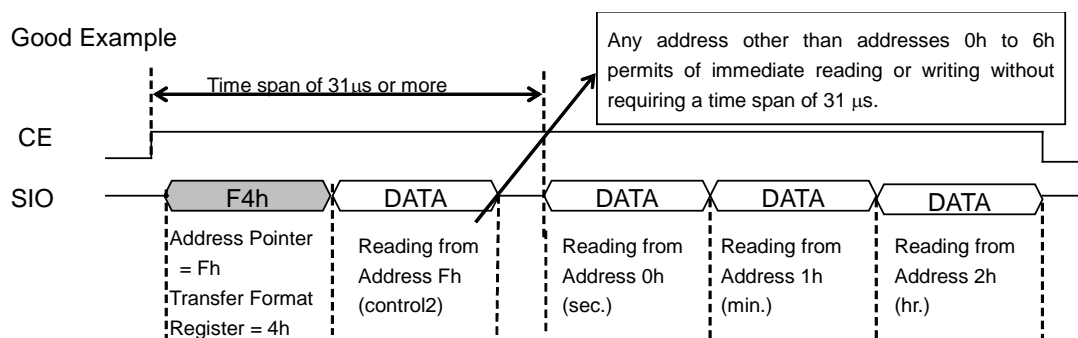 Good Example
Any address other than addresses 0h to 6h
permits of immediate reading or writing without
requiring a time span of 31 μs.
Time span of 31μs or more
CE
SIO
F4h
DATA
DATA
DATA
DATA
Address Pointer
= Fh
Transfer Format
Register = 4h
Reading from
Address Fh
(control2)
Reading from
Address 0h
(sec.)
Reading from
Address 1h
(min.)
Reading from
Address 2h
(hr.)